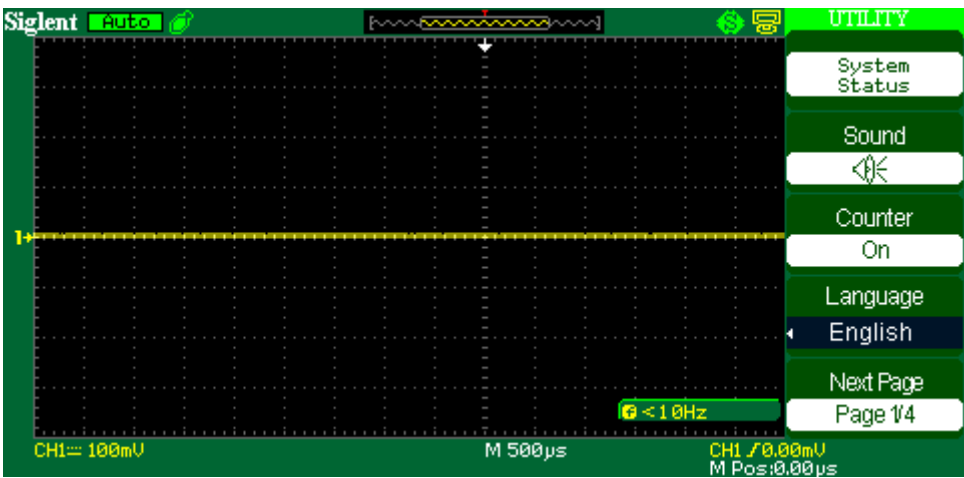 Siglent Auto S UTILITY
System
Status
Sound
Counter
1
On
Language
English
Next Page
f <10Hz
Page 1/4
CH1 100mV M 500µs CH1 / 0.00mV
M Pos:0.00µs